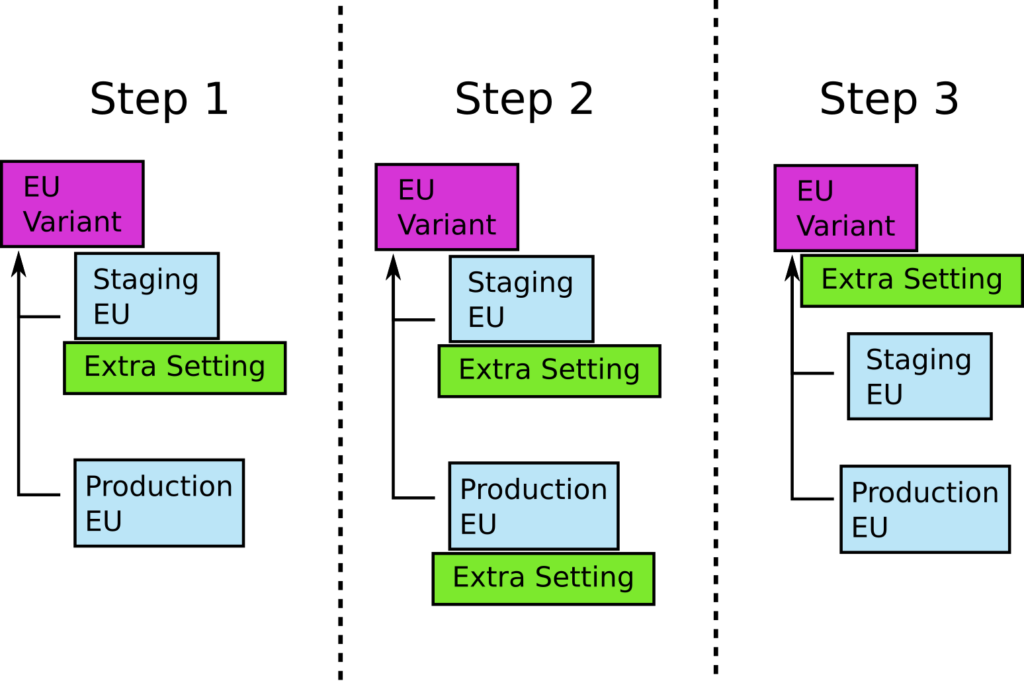 Step 1
EU
Variant
Staging
EU
Extra Setting
Production
EU
Step 2
EU
Variant
Staging
EU
Extra Setting
Production
EU
Extra Setting
Step 3
EU
Variant
Extra Setting
Staging
EU
Production
EU